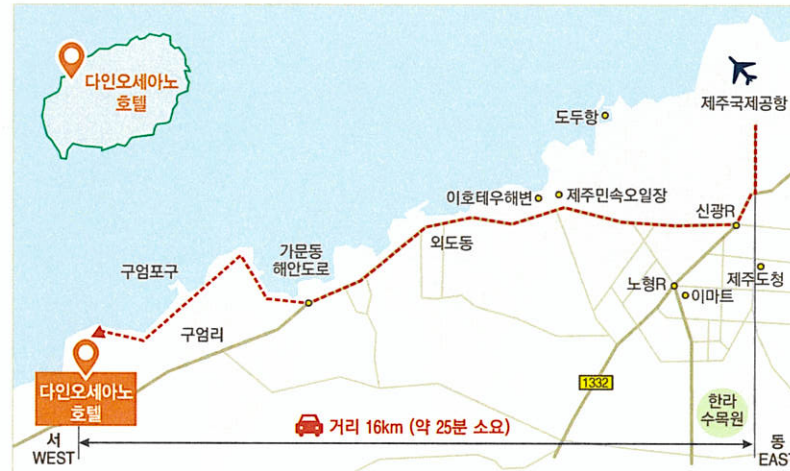 다인오세아노
호텔
제주국제공항
도두항
이호테우해변
제주민속오일장
신광R
외도동
가문동
해안도로
구엄포구
노형R
이마트
제주도청
구엄리
1332
다인오세아노
호텔
한라
수목원
거리 16km (약 25분 소요)
서
WEST
동
EAST